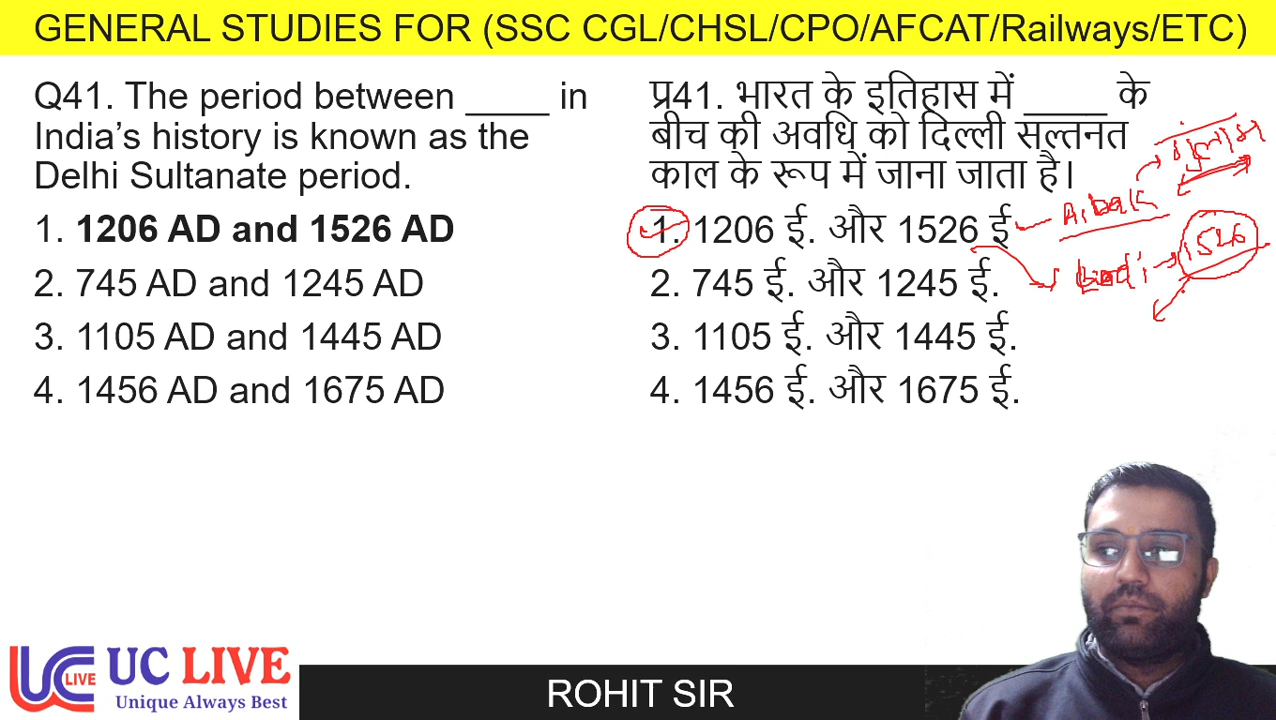 GENERAL STUDIES FOR (SSC CGL/CHSL/CPO/AFCAT/Railways/ETC)
Q41. The period between ____ in
India’s history is known as the
Delhi Sultanate period.
1. 1206 AD and 1526 AD
2. 745 AD and 1245 AD
3. 1105 AD and 1445 AD
4. 1456 AD and 1675 AD
प्र41. भारत के इतिहास में ____ के
बीच की अवधि को दिल्ली सल्तनत
काल के रूप में जाना जाता है।
1. 1206 ई. और 1526 ई
2. 745 ई. और 1245 ई.
3. 1105 ई. और 1445 ई.
4. 1456 ई. और 1675 ई.
गुलाम
Aibak
Lodi 1526
UC LIVE
LIVE
Unique Always Best
ROHIT SIR